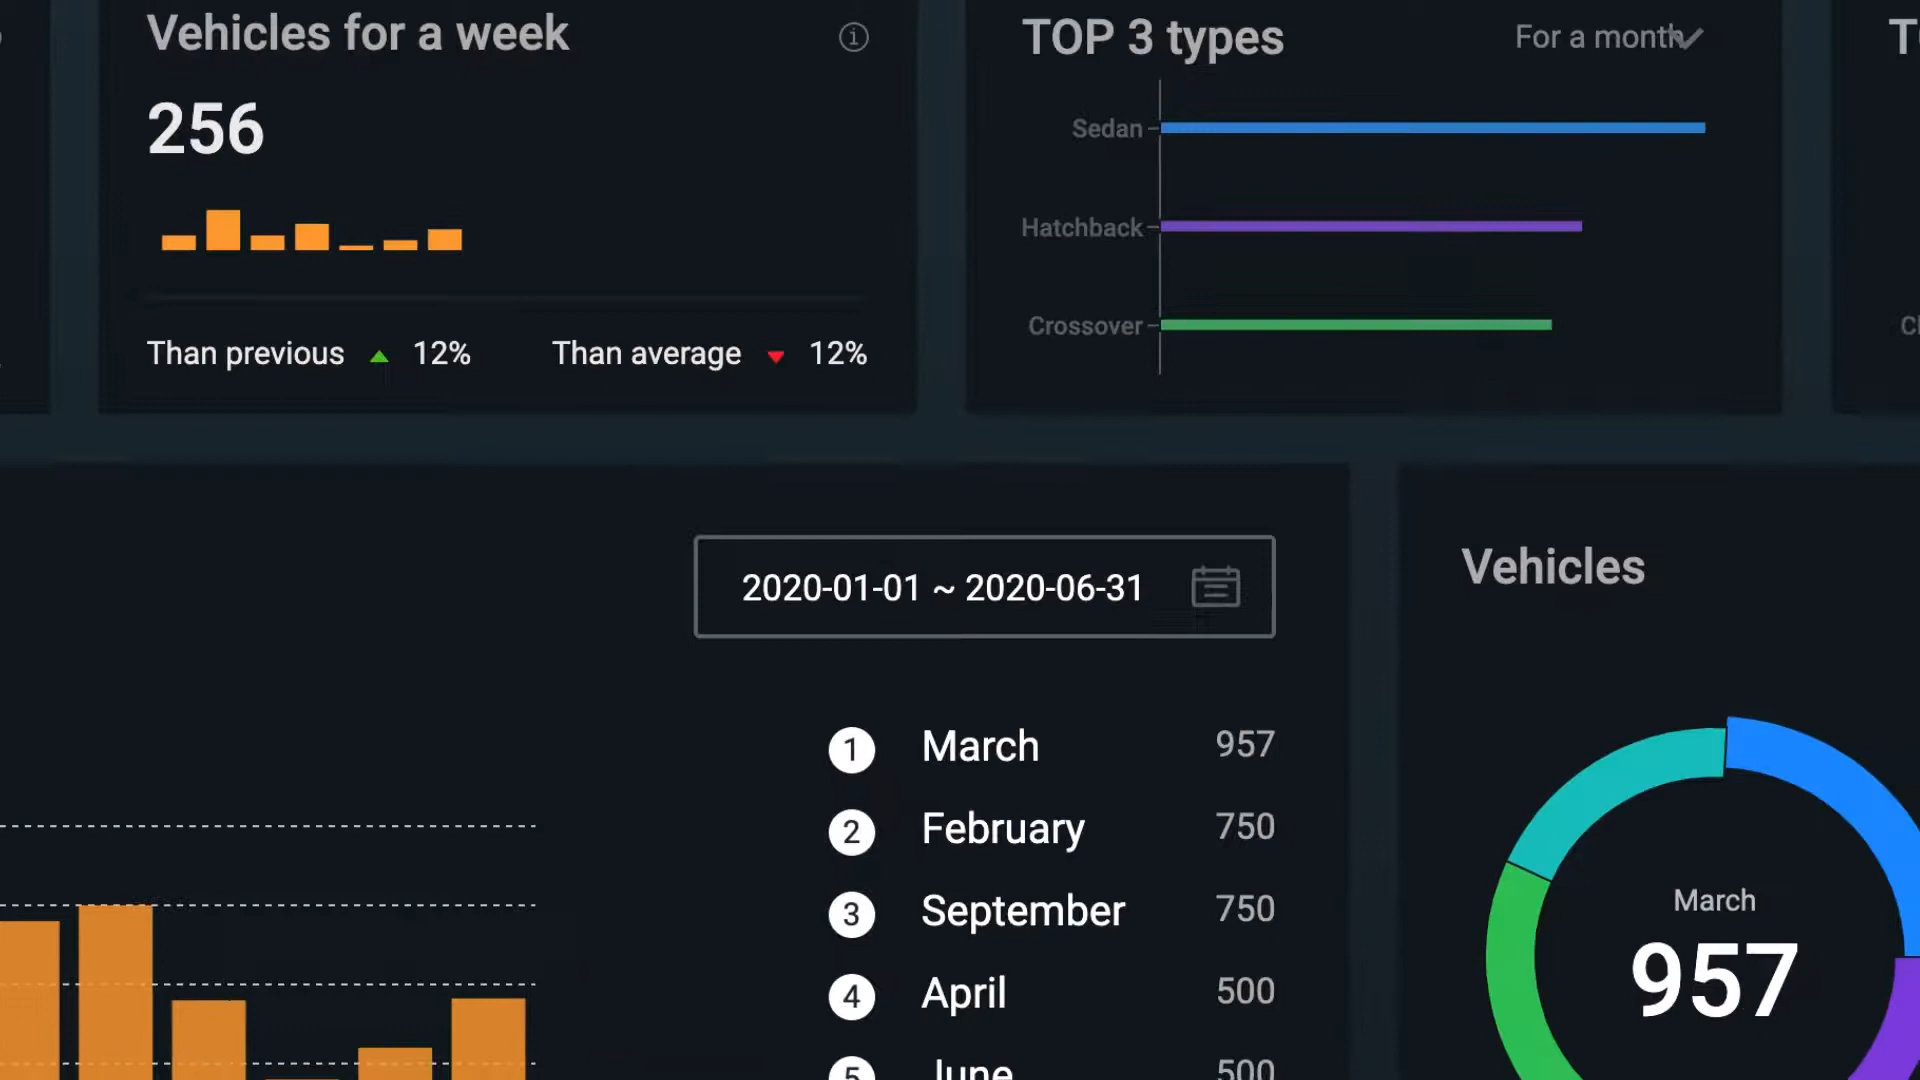 Vehicles for a week
256
Than previous 12%
Than average 12%
TOP 3 types
For a month
Sedan
Hatchback
Crossover
2020-01-01 ~ 2020-06-31
1 March 957
2 February 750
3 September 750
4 April 500
5 June 500
Vehicles
March
957